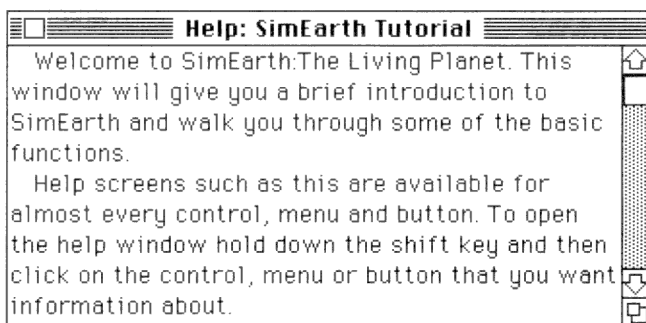 Help: SimEarth Tutorial
Welcome to SimEarth:The Living Planet. This
window will give you a brief introduction to
SimEarth and walk you through some of the basic
functions.
Help screens such as this are available for
almost every control, menu and button. To open
the help window hold down the shift key and then
click on the control, menu or button that you want
information about.